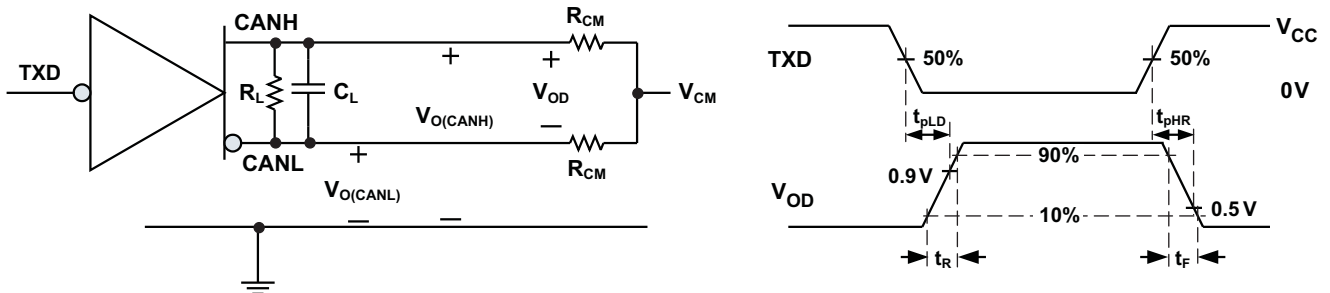 CANH
TXD
R_L
C_L
CANL
V_O(CANH)
V_O(CANL)
V_OD
R_CM
R_CM
V_CM
TXD
50%
50%
V_CC
0 V
t_pLD
t_pHR
90%
0.9 V
V_OD
10%
0.5 V
t_R
t_F